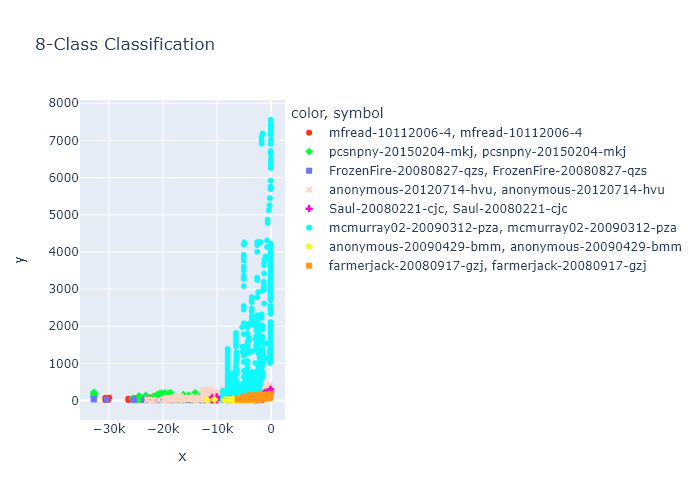 8-Class Classification
color, symbol
mfread-10112006-4, mfread-10112006-4
pcsnpny-20150204-mkj, pcsnpny-20150204-mkj
FrozenFire-20080827-qzs, FrozenFire-20080827-qzs
anonymous-20120714-hvu, anonymous-20120714-hvu
Saul-20080221-cjc, Saul-20080221-cjc
mcmurray02-20090312-pza, mcmurray02-20090312-pza
anonymous-20090429-bmm, anonymous-20090429-bmm
farmerjack-20080917-gzj, farmerjack-20080917-gzj
8000
7000
6000
5000
4000
3000
2000
1000
0
y
−30k −20k −10k 0
x